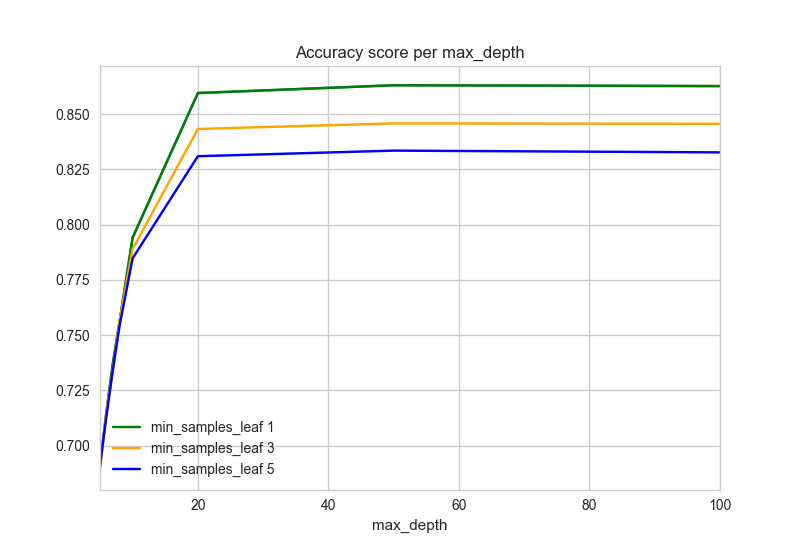 Accuracy score per max_depth
0.850
0.825
0.800
0.775
0.750
0.725
0.700
min_samples_leaf 1
min_samples_leaf 3
min_samples_leaf 5
20 40 60 80 100
max_depth